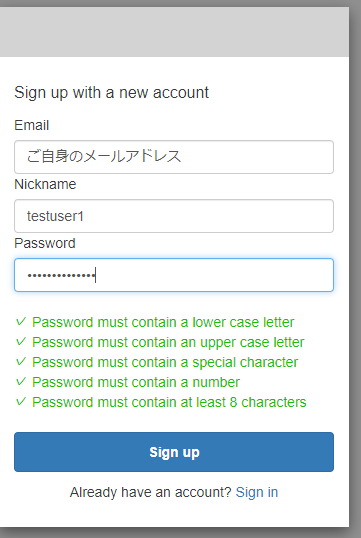 Sign up with a new account
Email
ご自身のメールアドレス
Nickname
testuser1
Password
••••••••••••••
✓ Password must contain a lower case letter
✓ Password must contain an upper case letter
✓ Password must contain a special character
✓ Password must contain a number
✓ Password must contain at least 8 characters
Sign up
Already have an account? Sign in